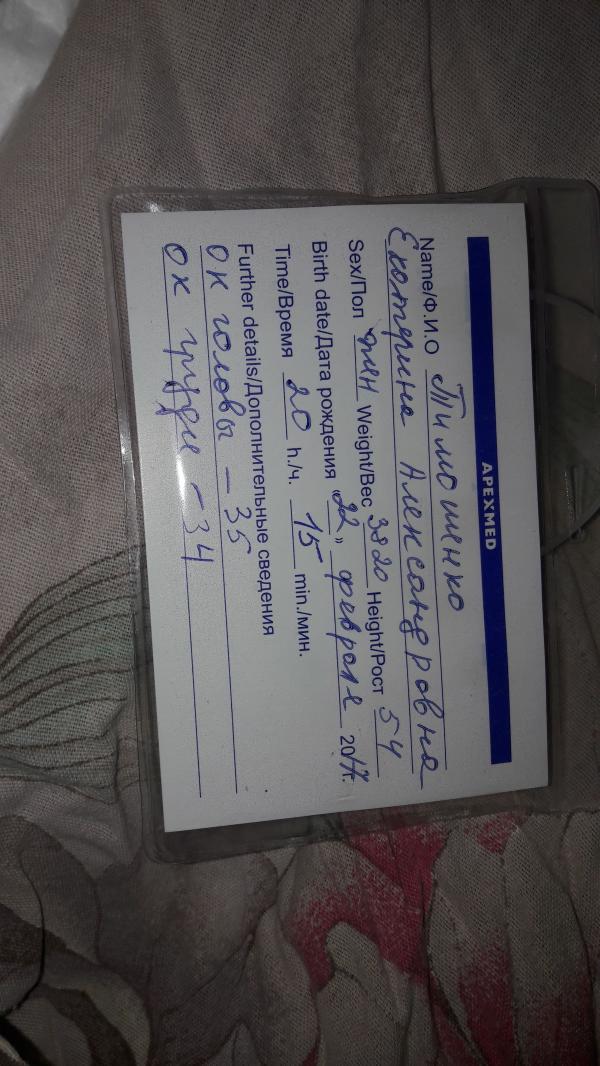 APEXMED
Name/Ф.И.О Тимошенко
Екатерина Александровна
Sex/Пол жен Weight/Вес 3820 Height/Рост 54
Birth date/Дата рождения „22” февраля 20 г.
Time/Время 20 h./ч. 15 min./мин.
Further details/Дополнительные сведения
ок головы - 35
ок груди - 34